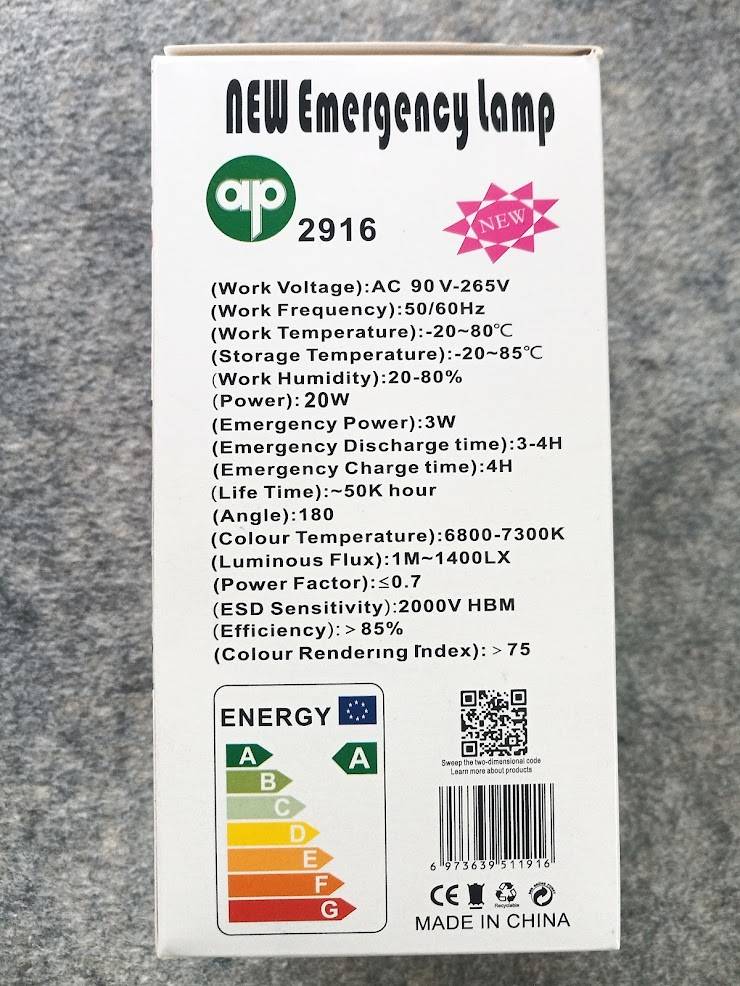 NEW Emergency Lamp
aip
2916
NEW
(Work Voltage):AC 90 V-265V
(Work Frequency):50/60Hz
(Work Temperature):-20~80℃
(Storage Temperature):-20~85℃
(Work Humidity):20-80%
(Power):20W
(Emergency Power):3W
(Emergency Discharge time):3-4H
(Emergency Charge time):4H
(Life Time):~50K hour
(Angle):180
(Colour Temperature):6800-7300K
(Luminous Flux):1M~1400LX
(Power Factor):≤0.7
(ESD Sensitivity):2000V HBM
(Efficiency):>85%
(Colour Rendering Index):>75
ENERGY
A
A
B
C
D
E
F
G
Sweep the two-dimensional code
Learn more about products
6 973639 511916
CE
Recyclable
MADE IN CHINA